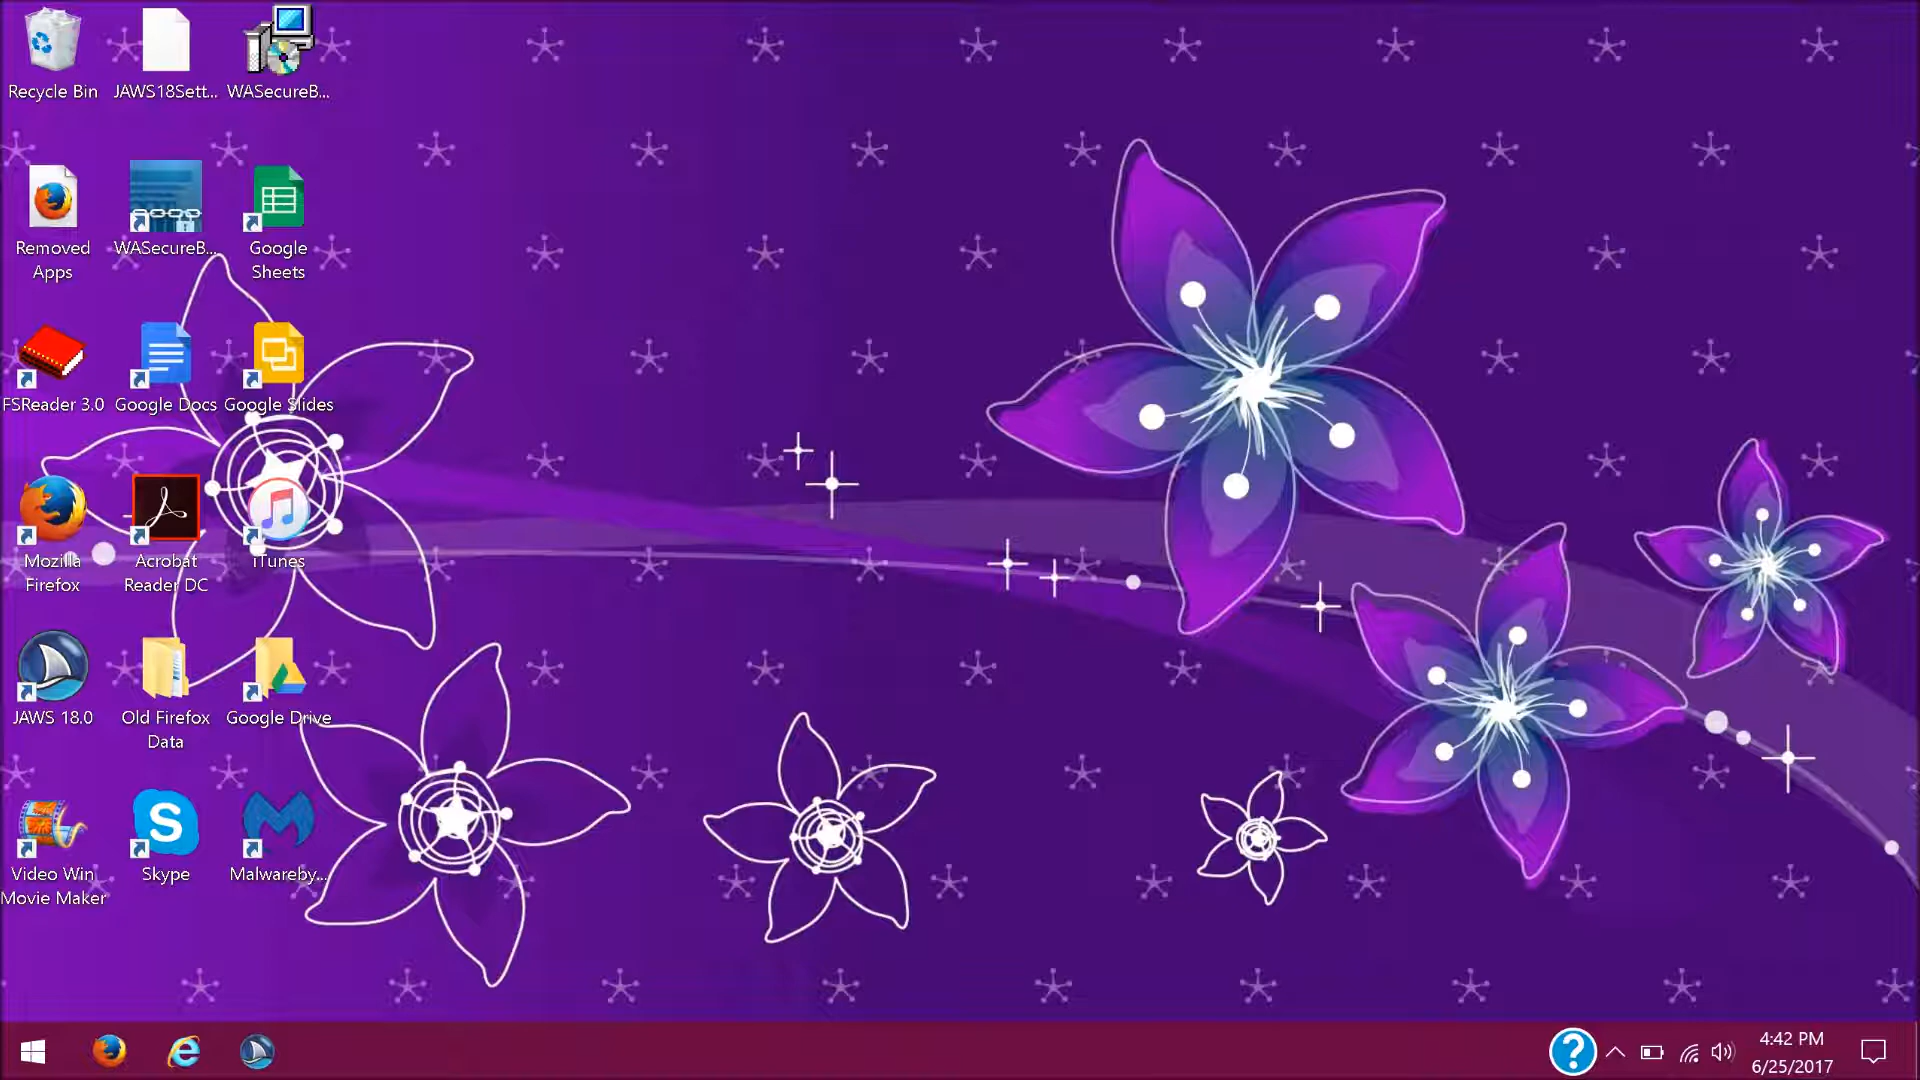 Recycle Bin
JAWS18Sett...
WASecureB...
Removed
Apps
WASecureB...
Google
Sheets
FSReader 3.0
Google Docs
Google Slides
Mozilla
Firefox
Acrobat
Reader DC
iTunes
JAWS 18.0
Old Firefox
Data
Google Drive
Video Win
Movie Maker
Skype
Malwareby...
4:42 PM
6/25/2017